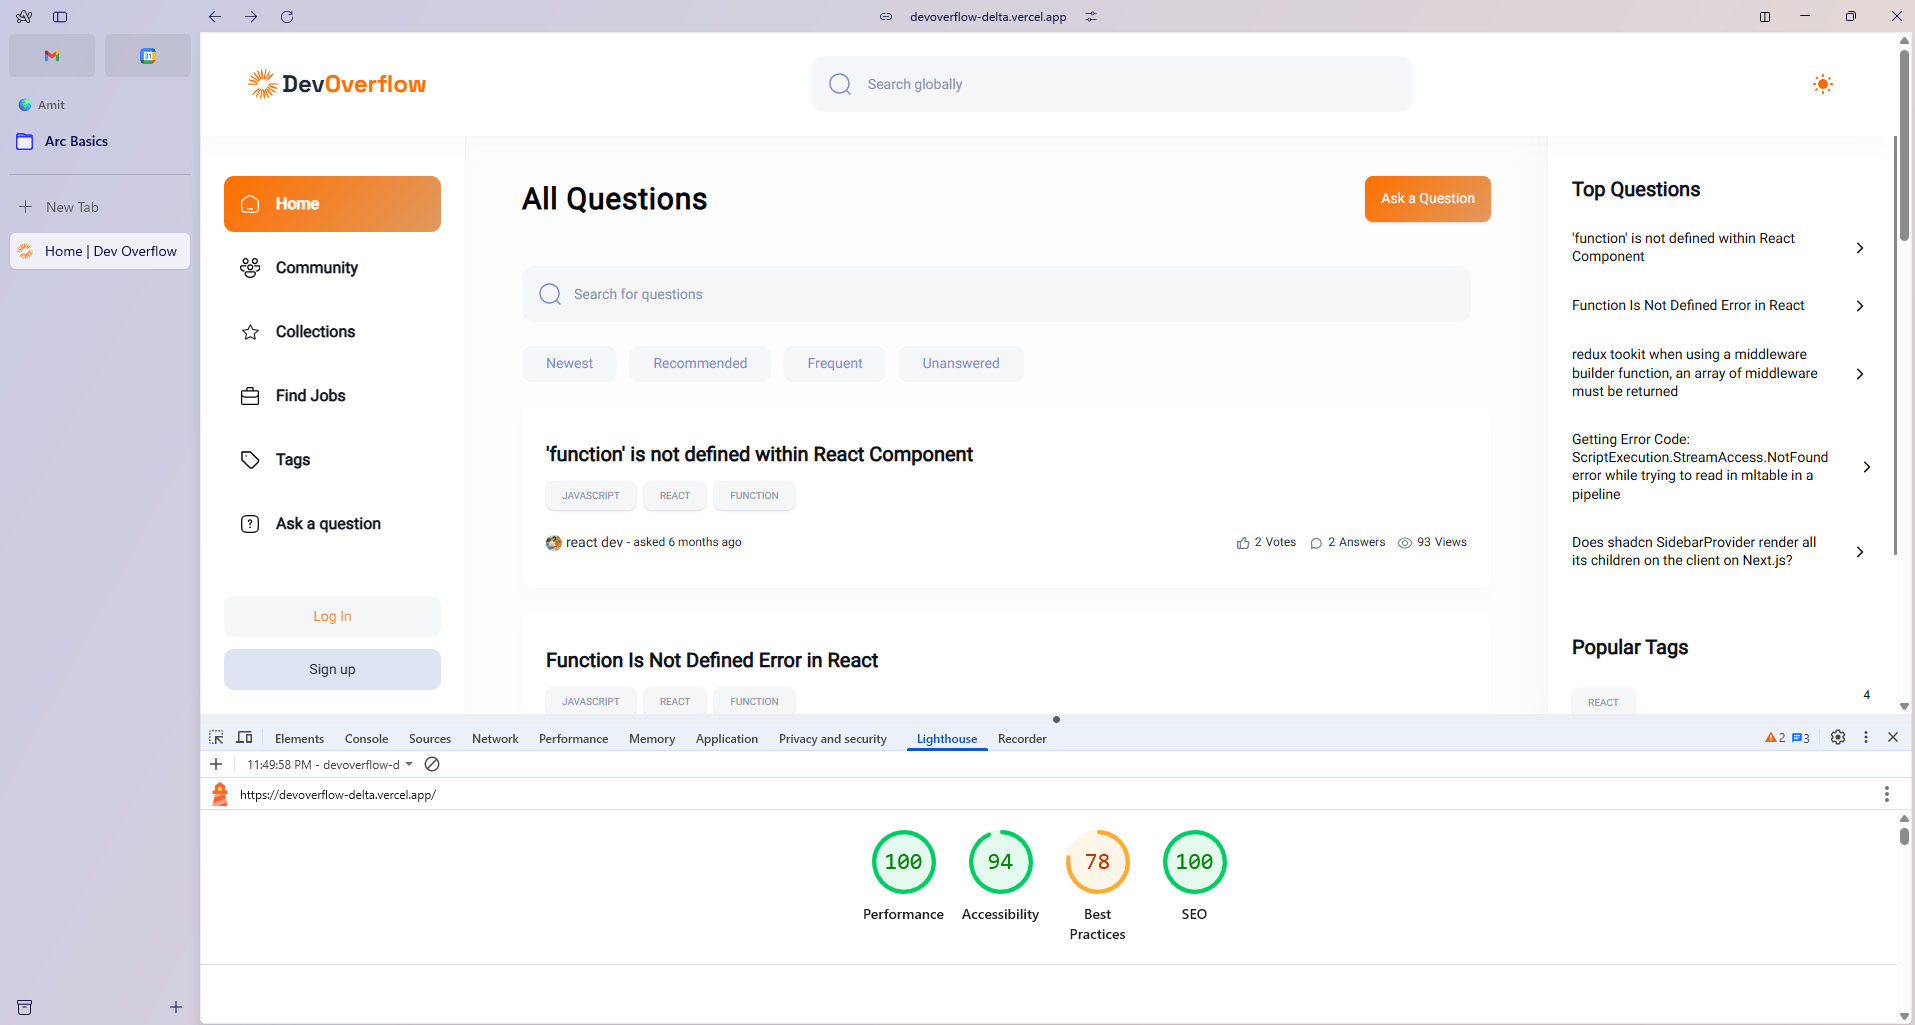 devoverflow-delta.vercel.app
31
Amit
Arc Basics
New Tab
Home | Dev Overflow
DevOverflow
Search globally
Home
Community
Collections
Find Jobs
Tags
Ask a question
Log In
Sign up
All Questions
Ask a Question
Search for questions
Newest
Recommended
Frequent
Unanswered
'function' is not defined within React Component
JAVASCRIPT
REACT
FUNCTION
react dev - asked 6 months ago
2 Votes
2 Answers
93 Views
Function Is Not Defined Error in React
JAVASCRIPT
REACT
FUNCTION
Top Questions
'function' is not defined within React
Component
Function Is Not Defined Error in React
redux tookit when using a middleware
builder function, an array of middleware
must be returned
Getting Error Code:
ScriptExecution.StreamAccess.NotFound
error while trying to read in mltable in a
pipeline
Does shadcn SidebarProvider render all
its children on the client on Next.js?
Popular Tags
REACT
4
Elements
Console
Sources
Network
Performance
Memory
Application
Privacy and security
Lighthouse
Recorder
2
3
11:49:58 PM - devoverflow-d
https://devoverflow-delta.vercel.app/
100
94
78
100
Performance
Accessibility
Best
Practices
SEO